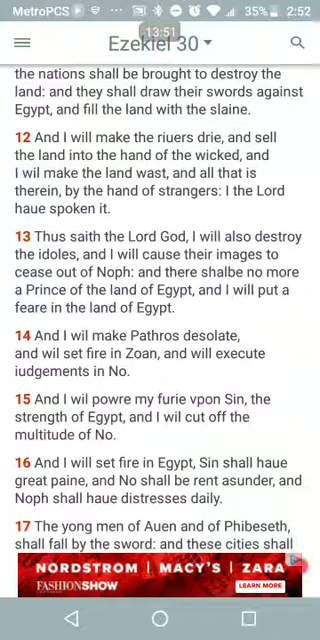 MetroPCS ... 35% 2:52
13:51
Ezekiel 30
the nations shall be brought to destroy the
land: and they shall draw their swords against
Egypt, and fill the land with the slaine.
12 And I will make the riuers drie, and sell
the land into the hand of the wicked, and
I wil make the land wast, and all that is
therein, by the hand of strangers: I the Lord
haue spoken it.
13 Thus saith the Lord God, I will also destroy
the idoles, and I will cause their images to
cease out of Noph: and there shalbe no more
a Prince of the land of Egypt, and I will put a
feare in the land of Egypt.
14 And I wil make Pathros desolate,
and wil set fire in Zoan, and will execute
iudgements in No.
15 And I wil powre my furie vpon Sin, the
strength of Egypt, and I wil cut off the
multitude of No.
16 And I will set fire in Egypt, Sin shall haue
great paine, and No shall be rent asunder, and
Noph shall haue distresses daily.
17 The yong men of Auen and of Phibeseth,
shall fall by the sword: and these cities shall
NORDSTROM | MACY'S | ZARA
FASHION SHOW LEARN MORE